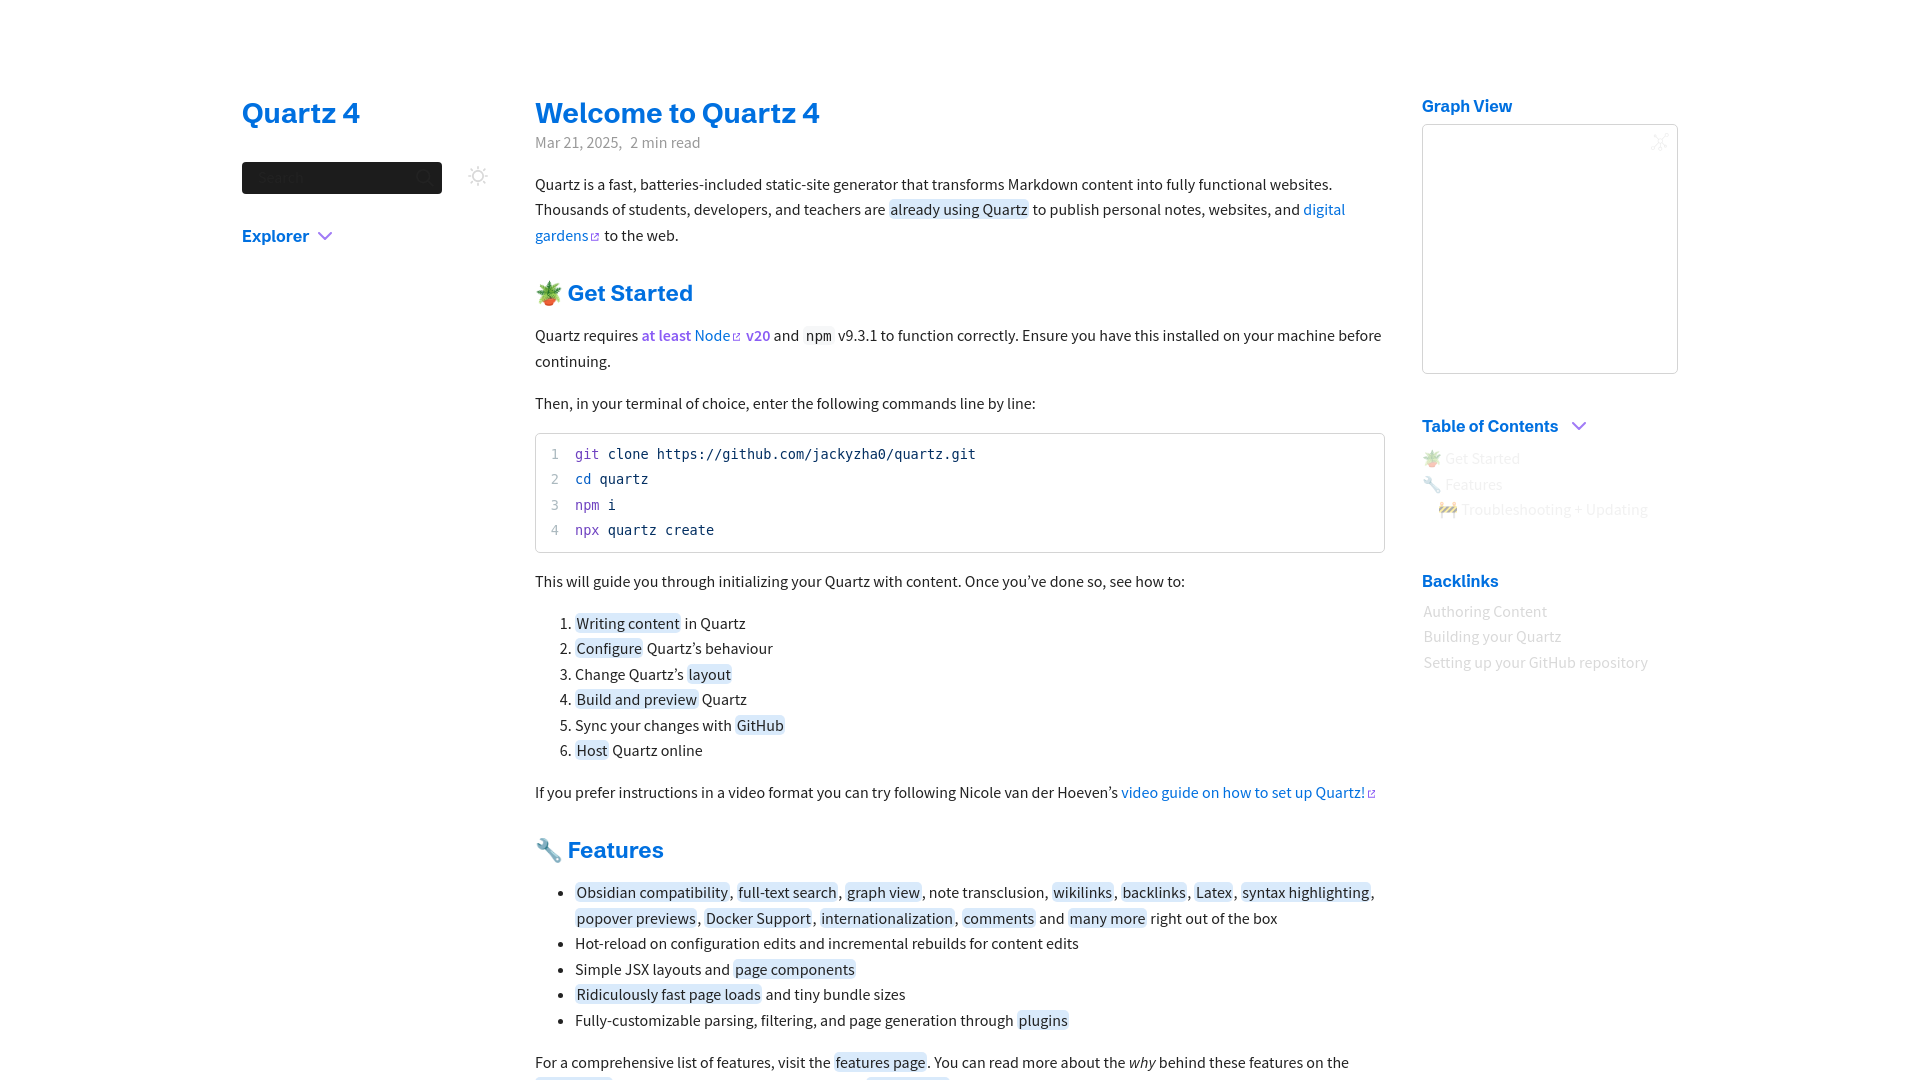 Quartz 4
Search
Explorer
Welcome to Quartz 4
Mar 21, 2025, 2 min read
Quartz is a fast, batteries-included static-site generator that transforms Markdown content into fully functional websites.
Thousands of students, developers, and teachers are already using Quartz to publish personal notes, websites, and digital
gardens to the web.
🪴 Get Started
Quartz requires at least Node v20 and npm v9.3.1 to function correctly. Ensure you have this installed on your machine before
continuing.
Then, in your terminal of choice, enter the following commands line by line:
1 git clone https://github.com/jackyzha0/quartz.git
2 cd quartz
3 npm i
4 npx quartz create
This will guide you through initializing your Quartz with content. Once you’ve done so, see how to:
1. Writing content in Quartz
2. Configure Quartz’s behaviour
3. Change Quartz’s layout
4. Build and preview Quartz
5. Sync your changes with GitHub
6. Host Quartz online
If you prefer instructions in a video format you can try following Nicole van der Hoeven’s video guide on how to set up Quartz!
🔧 Features
• Obsidian compatibility, full-text search, graph view, note transclusion, wikilinks, backlinks, Latex, syntax highlighting,
popover previews, Docker Support, internationalization, comments and many more right out of the box
• Hot-reload on configuration edits and incremental rebuilds for content edits
• Simple JSX layouts and page components
• Ridiculously fast page loads and tiny bundle sizes
• Fully-customizable parsing, filtering, and page generation through plugins
For a comprehensive list of features, visit the features page. You can read more about the why behind these features on the
Graph View
Table of Contents
🪴 Get Started
🔧 Features
🚧 Troubleshooting + Updating
Backlinks
Authoring Content
Building your Quartz
Setting up your GitHub repository